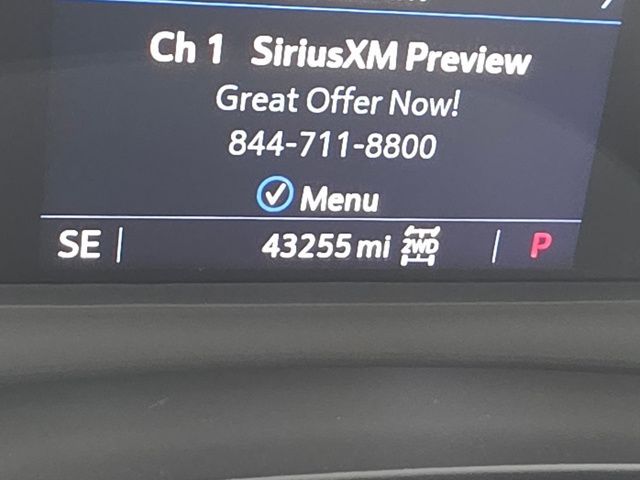 Ch 1 SiriusXM Preview
Great Offer Now!
844-711-8800
Menu
SE 43255 mi 2WD P